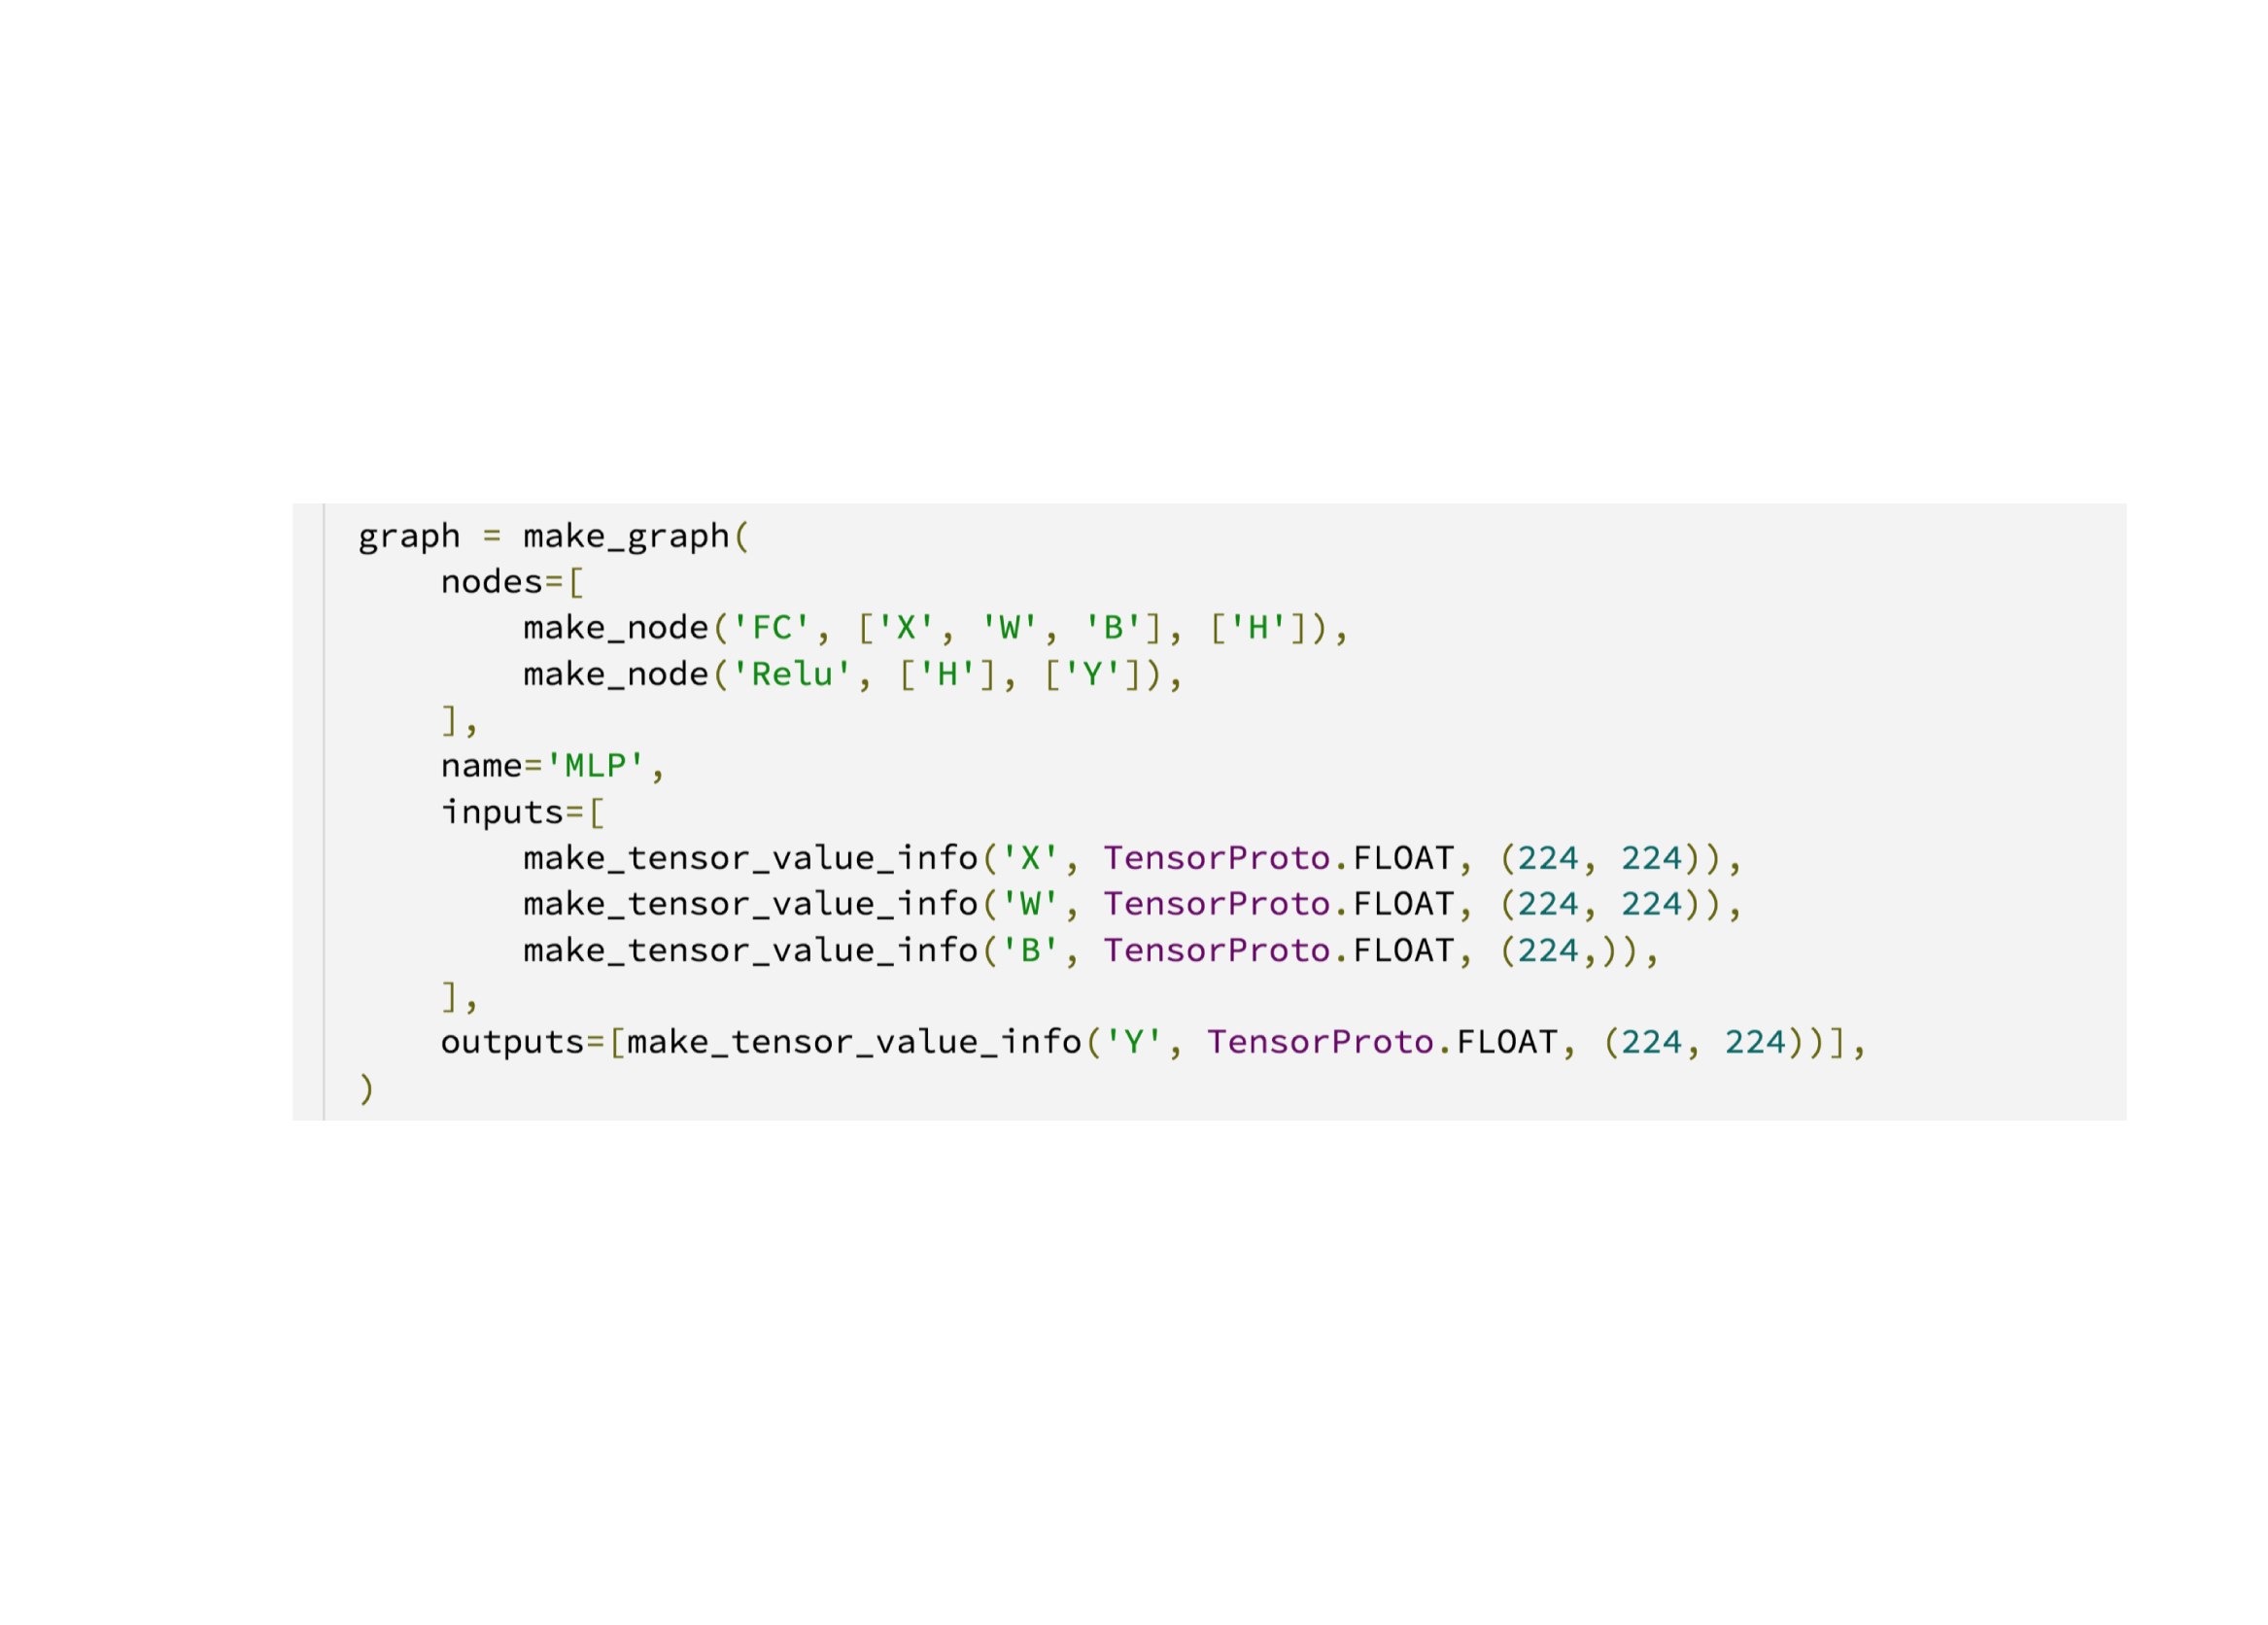 graph = make_graph(
    nodes=[
        make_node('FC', ['X', 'W', 'B'], ['H']),
        make_node('Relu', ['H'], ['Y']),
    ],
    name='MLP',
    inputs=[
        make_tensor_value_info('X', TensorProto.FLOAT, (224, 224)),
        make_tensor_value_info('W', TensorProto.FLOAT, (224, 224)),
        make_tensor_value_info('B', TensorProto.FLOAT, (224,)),
    ],
    outputs=[make_tensor_value_info('Y', TensorProto.FLOAT, (224, 224))],
)